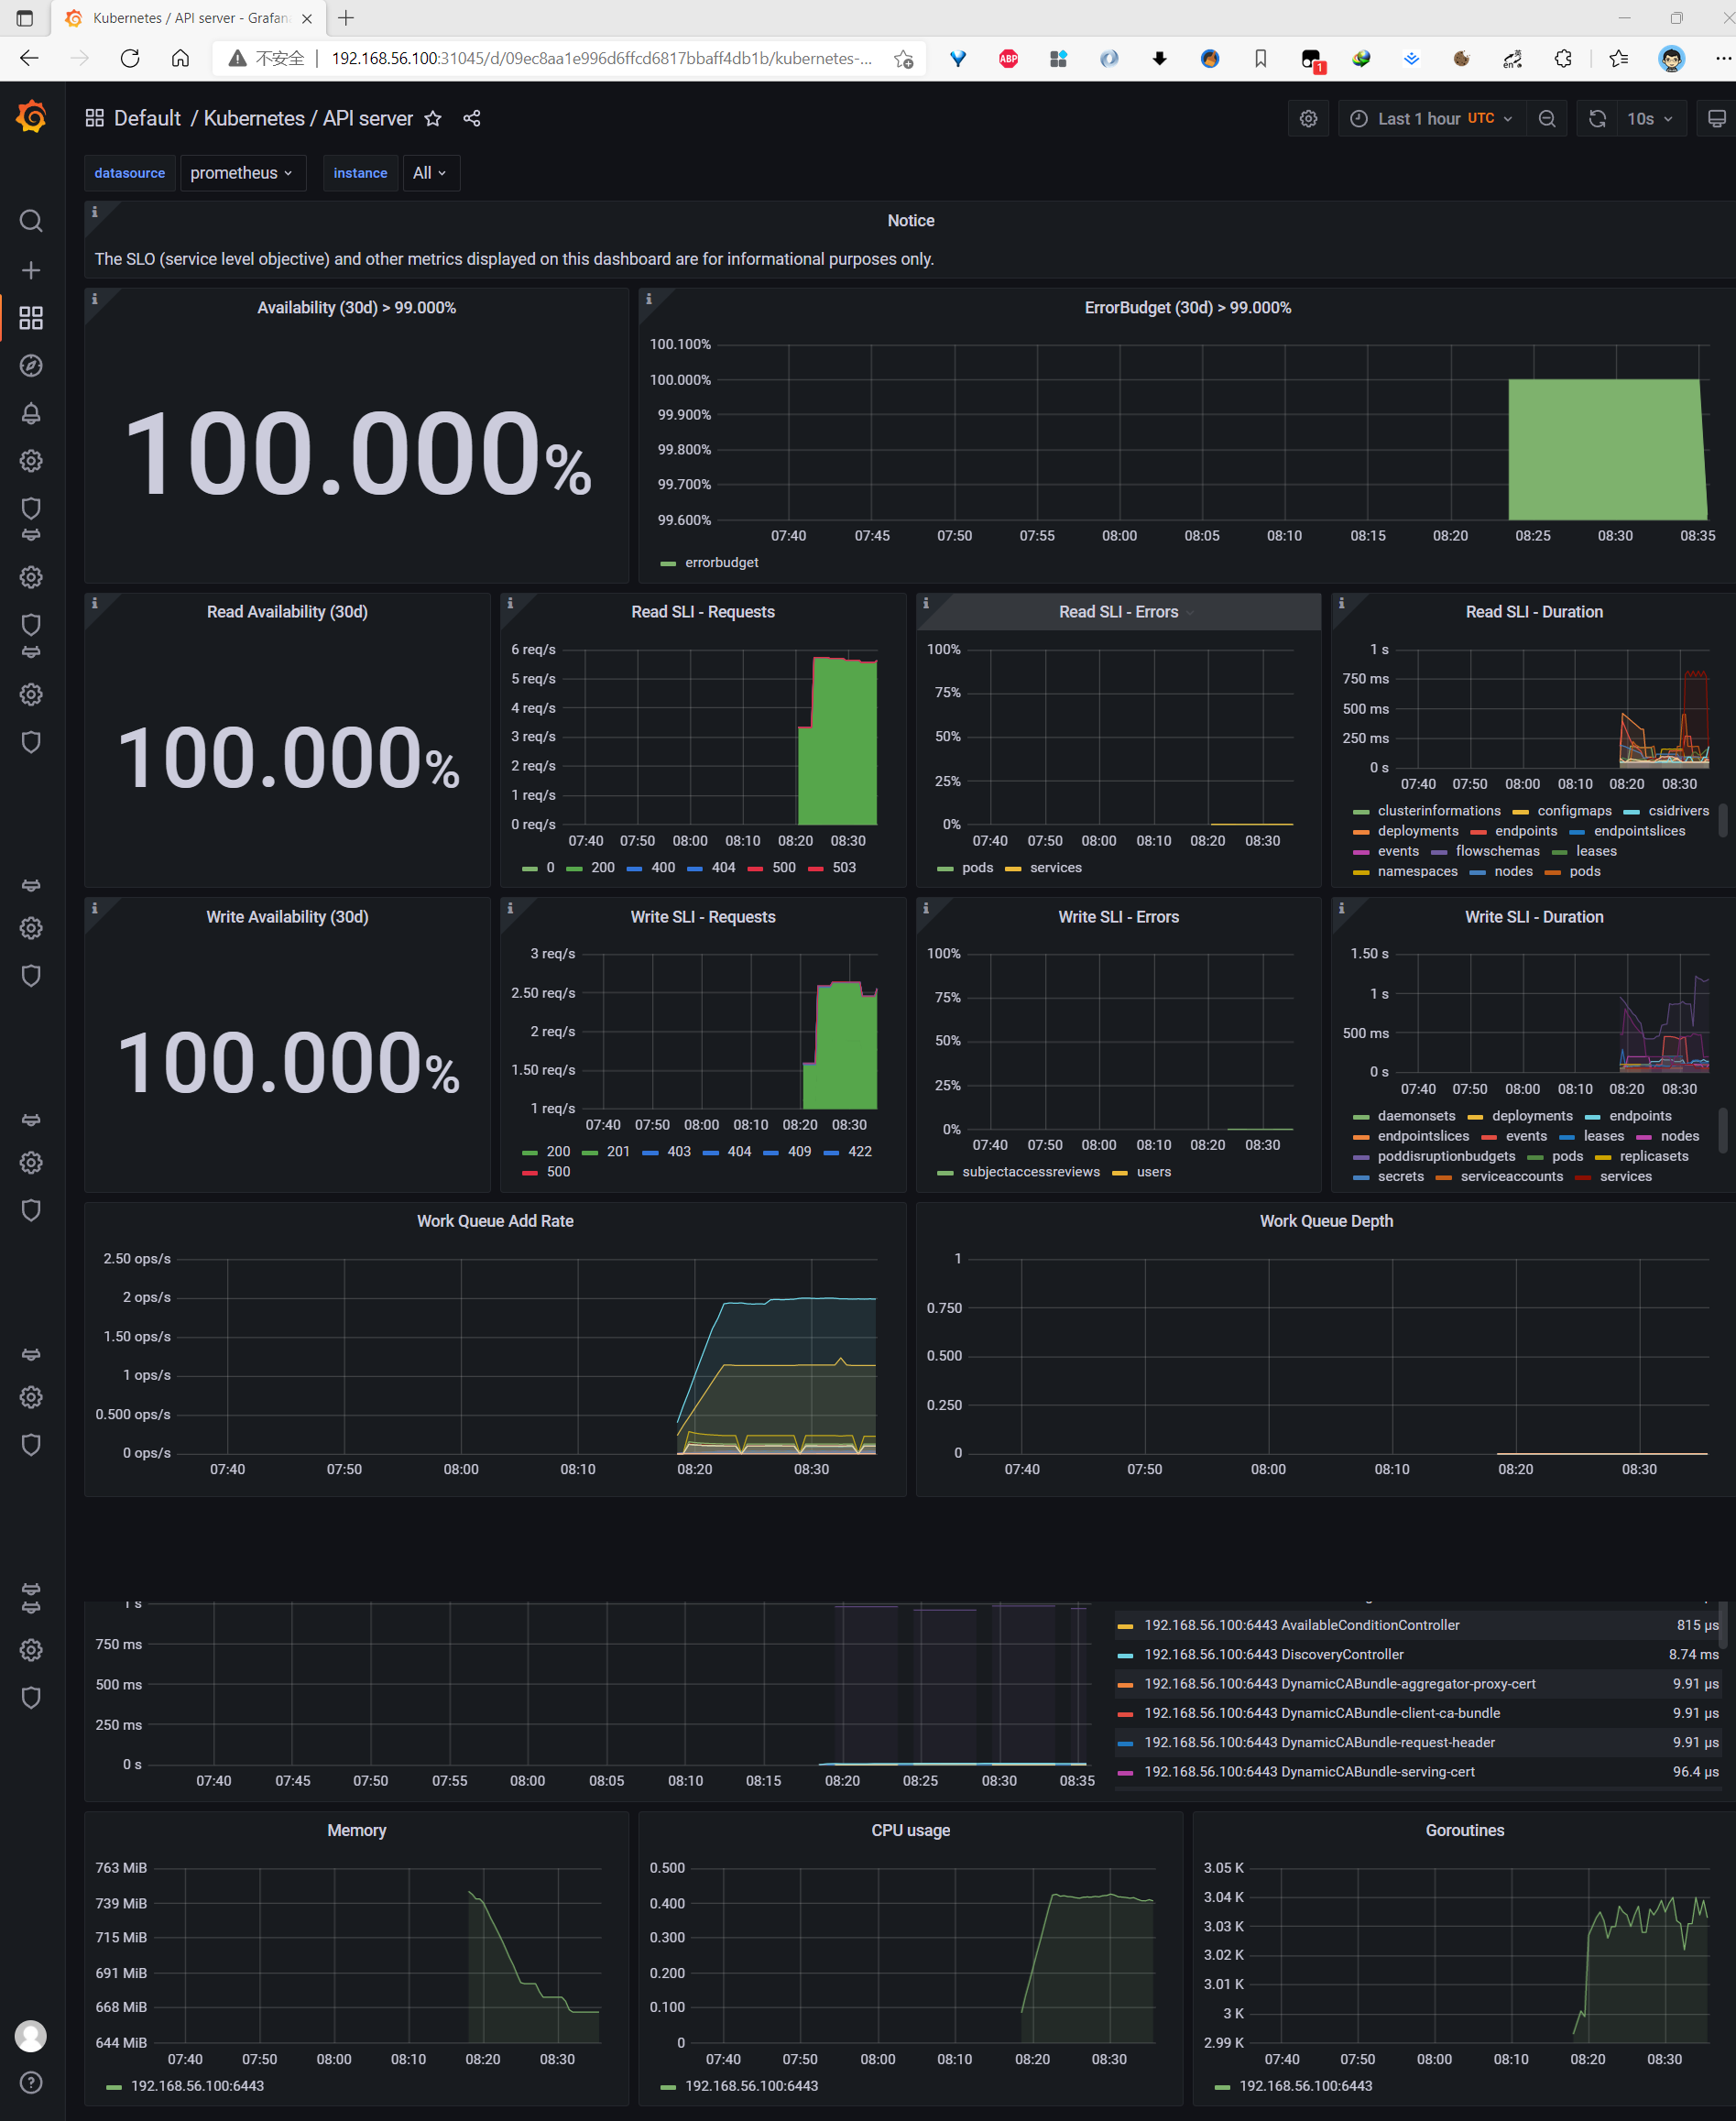 Kubernetes / API server - Grafan
不安全 | 192.168.56.100:31045/d/09ec8aa1e996d6ffcd6817bbaff4db1b/kubernetes-...
ABP
1
en
Default / Kubernetes / API server
Last 1 hour UTC
10s
datasource prometheus instance All
Notice
The SLO (service level objective) and other metrics displayed on this dashboard are for informational purposes only.
Availability (30d) > 99.000%
100.000%
ErrorBudget (30d) > 99.000%
100.100%
100.000%
99.900%
99.800%
99.700%
99.600%
07:40 07:45 07:50 07:55 08:00 08:05 08:10 08:15 08:20 08:25 08:30 08:35
errorbudget
Read Availability (30d)
100.000%
Read SLI - Requests
6 req/s
5 req/s
4 req/s
3 req/s
2 req/s
1 req/s
0 req/s
07:40 07:50 08:00 08:10 08:20 08:30
0 200 400 404 500 503
Read SLI - Errors
100%
75%
50%
25%
0%
07:40 07:50 08:00 08:10 08:20 08:30
pods services
Read SLI - Duration
1 s
750 ms
500 ms
250 ms
0 s
07:40 07:50 08:00 08:10 08:20 08:30
clusterinformations configmaps csidrivers
deployments endpoints endpointslices
events flowschemas leases
namespaces nodes pods
Write Availability (30d)
100.000%
Write SLI - Requests
3 req/s
2.50 req/s
2 req/s
1.50 req/s
1 req/s
07:40 07:50 08:00 08:10 08:20 08:30
200 201 403 404 409 422
500
Write SLI - Errors
100%
75%
50%
25%
0%
07:40 07:50 08:00 08:10 08:20 08:30
subjectaccessreviews users
Write SLI - Duration
1.50 s
1 s
500 ms
0 s
07:40 07:50 08:00 08:10 08:20 08:30
daemonsets deployments endpoints
endpointslices events leases nodes
poddisruptionbudgets pods replicasets
secrets serviceaccounts services
Work Queue Add Rate
2.50 ops/s
2 ops/s
1.50 ops/s
1 ops/s
0.500 ops/s
0 ops/s
07:40 07:50 08:00 08:10 08:20 08:30
Work Queue Depth
1
0.750
0.500
0.250
0
07:40 07:50 08:00 08:10 08:20 08:30
1 s
750 ms
500 ms
250 ms
0 s
07:40 07:45 07:50 07:55 08:00 08:05 08:10 08:15 08:20 08:25 08:30 08:35
192.168.56.100:6443 AvailableConditionController 815 µs
192.168.56.100:6443 DiscoveryController 8.74 ms
192.168.56.100:6443 DynamicCABundle-aggregator-proxy-cert 9.91 µs
192.168.56.100:6443 DynamicCABundle-client-ca-bundle 9.91 µs
192.168.56.100:6443 DynamicCABundle-request-header 9.91 µs
192.168.56.100:6443 DynamicCABundle-serving-cert 96.4 µs
Memory
763 MiB
739 MiB
715 MiB
691 MiB
668 MiB
644 MiB
07:40 07:50 08:00 08:10 08:20 08:30
192.168.56.100:6443
CPU usage
0.500
0.400
0.300
0.200
0.100
0
07:40 07:50 08:00 08:10 08:20 08:30
192.168.56.100:6443
Goroutines
3.05 K
3.04 K
3.03 K
3.02 K
3.01 K
3 K
2.99 K
07:40 07:50 08:00 08:10 08:20 08:30
192.168.56.100:6443